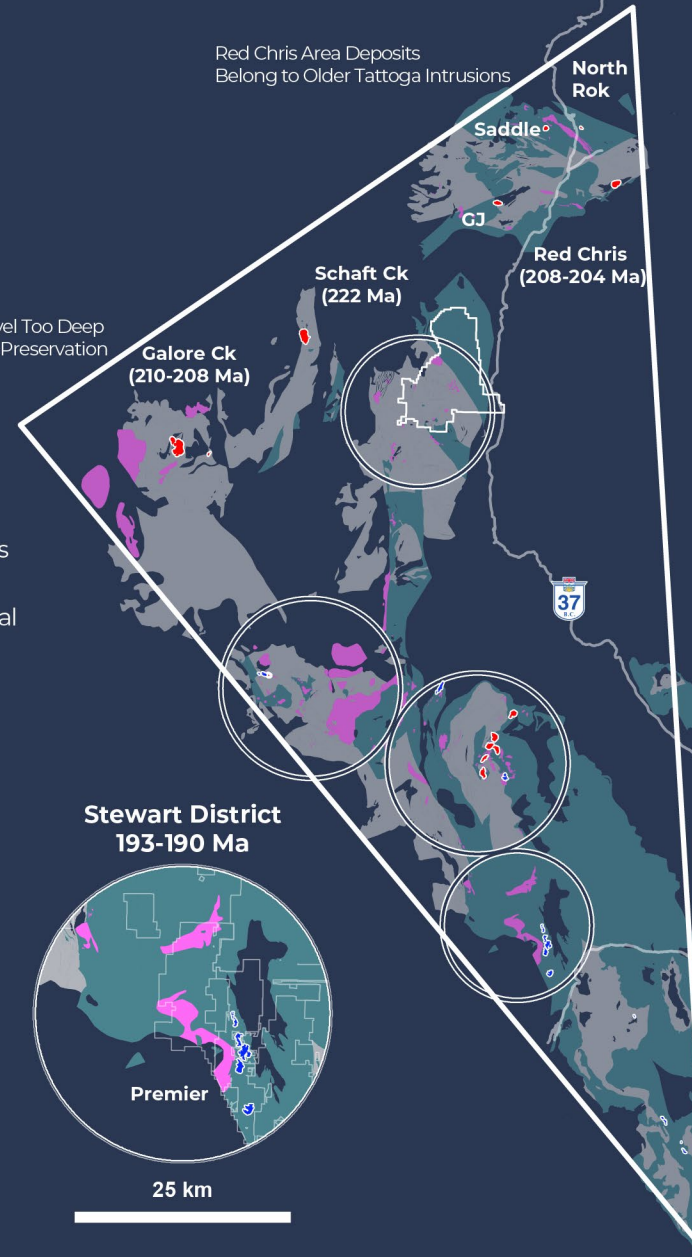 Red Chris Area Deposits
Belong to Older Tattoga Intrusions
North
Rok
Saddle
GJ
Red Chris
(208-204 Ma)
Schaft Ck
(222 Ma)
Too Deep
Preservation
Galore Ck
(210-208 Ma)
37
B.C.
Stewart District
193-190 Ma
Premier
25 km